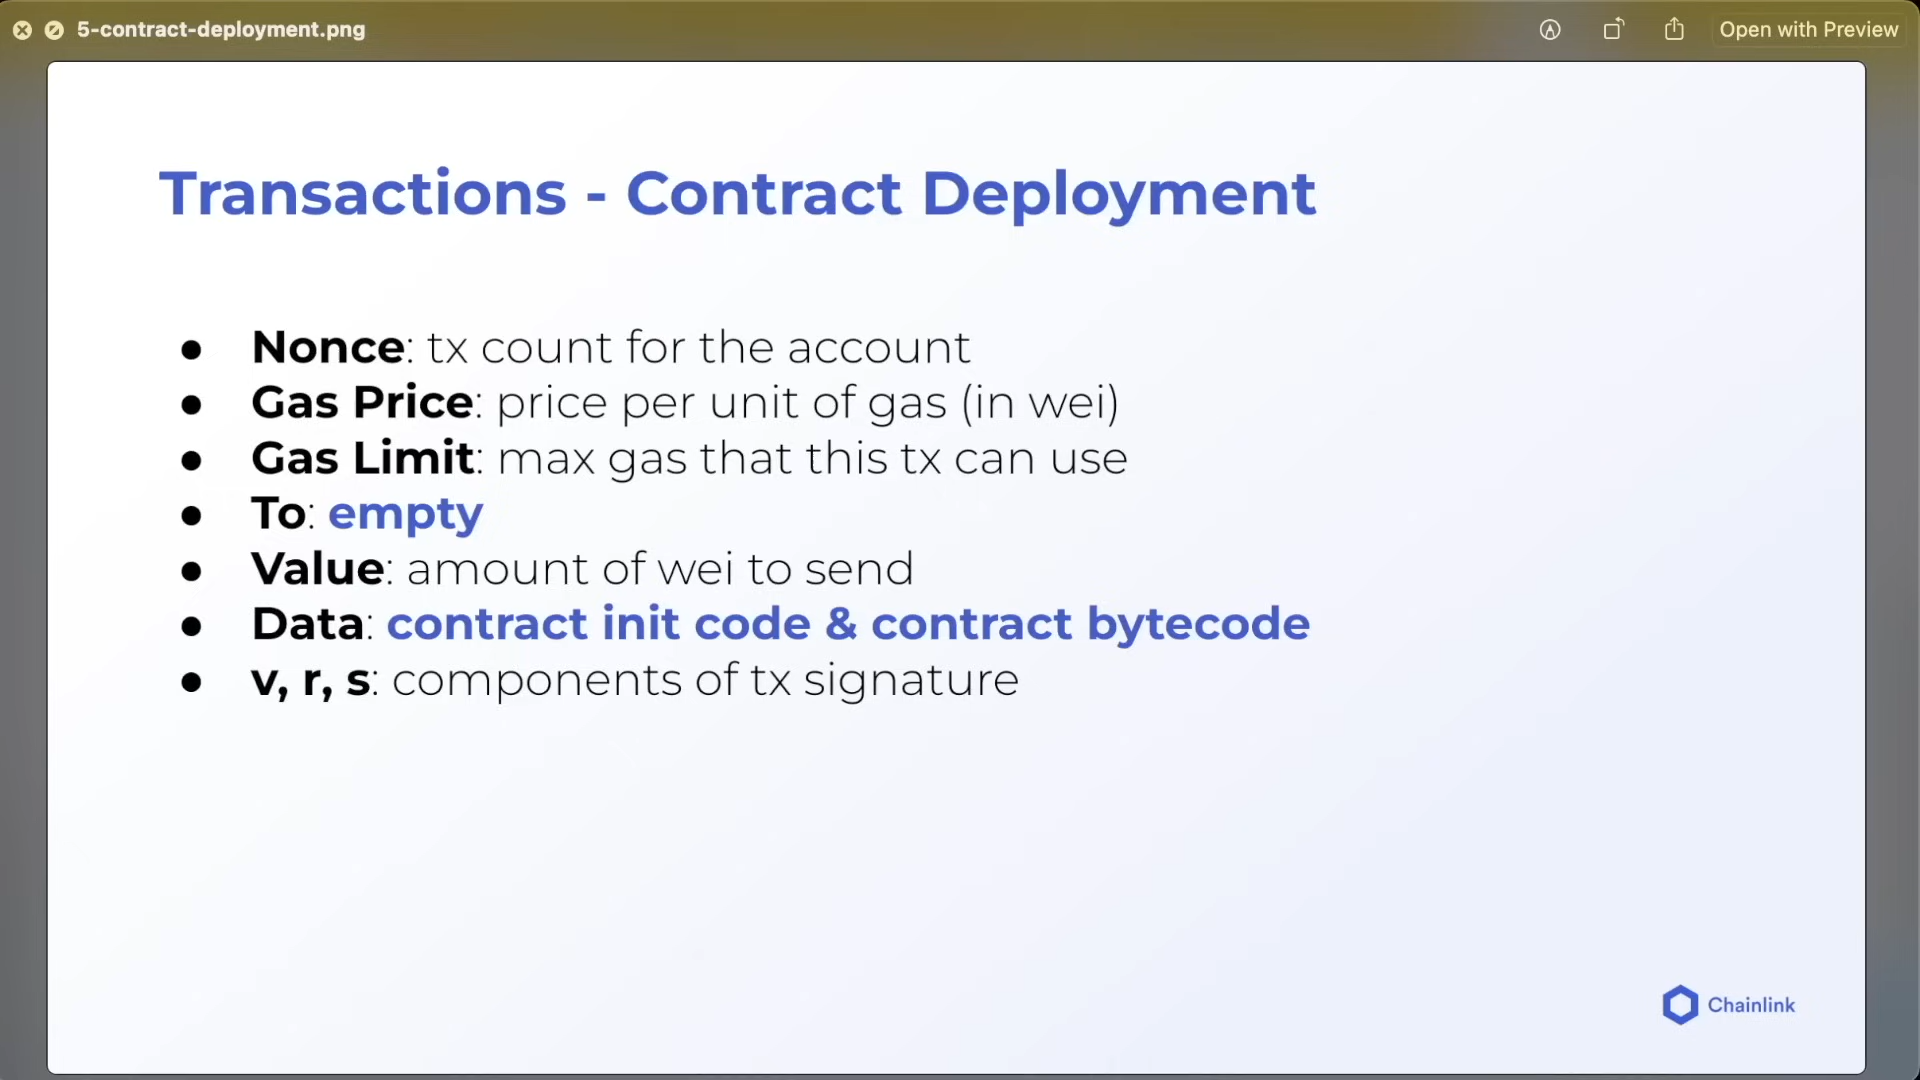 5-contract-deployment.png
Open with Preview
Transactions - Contract Deployment
● Nonce: tx count for the account
● Gas Price: price per unit of gas (in wei)
● Gas Limit: max gas that this tx can use
● To: empty
● Value: amount of wei to send
● Data: contract init code & contract bytecode
● v, r, s: components of tx signature
Chainlink